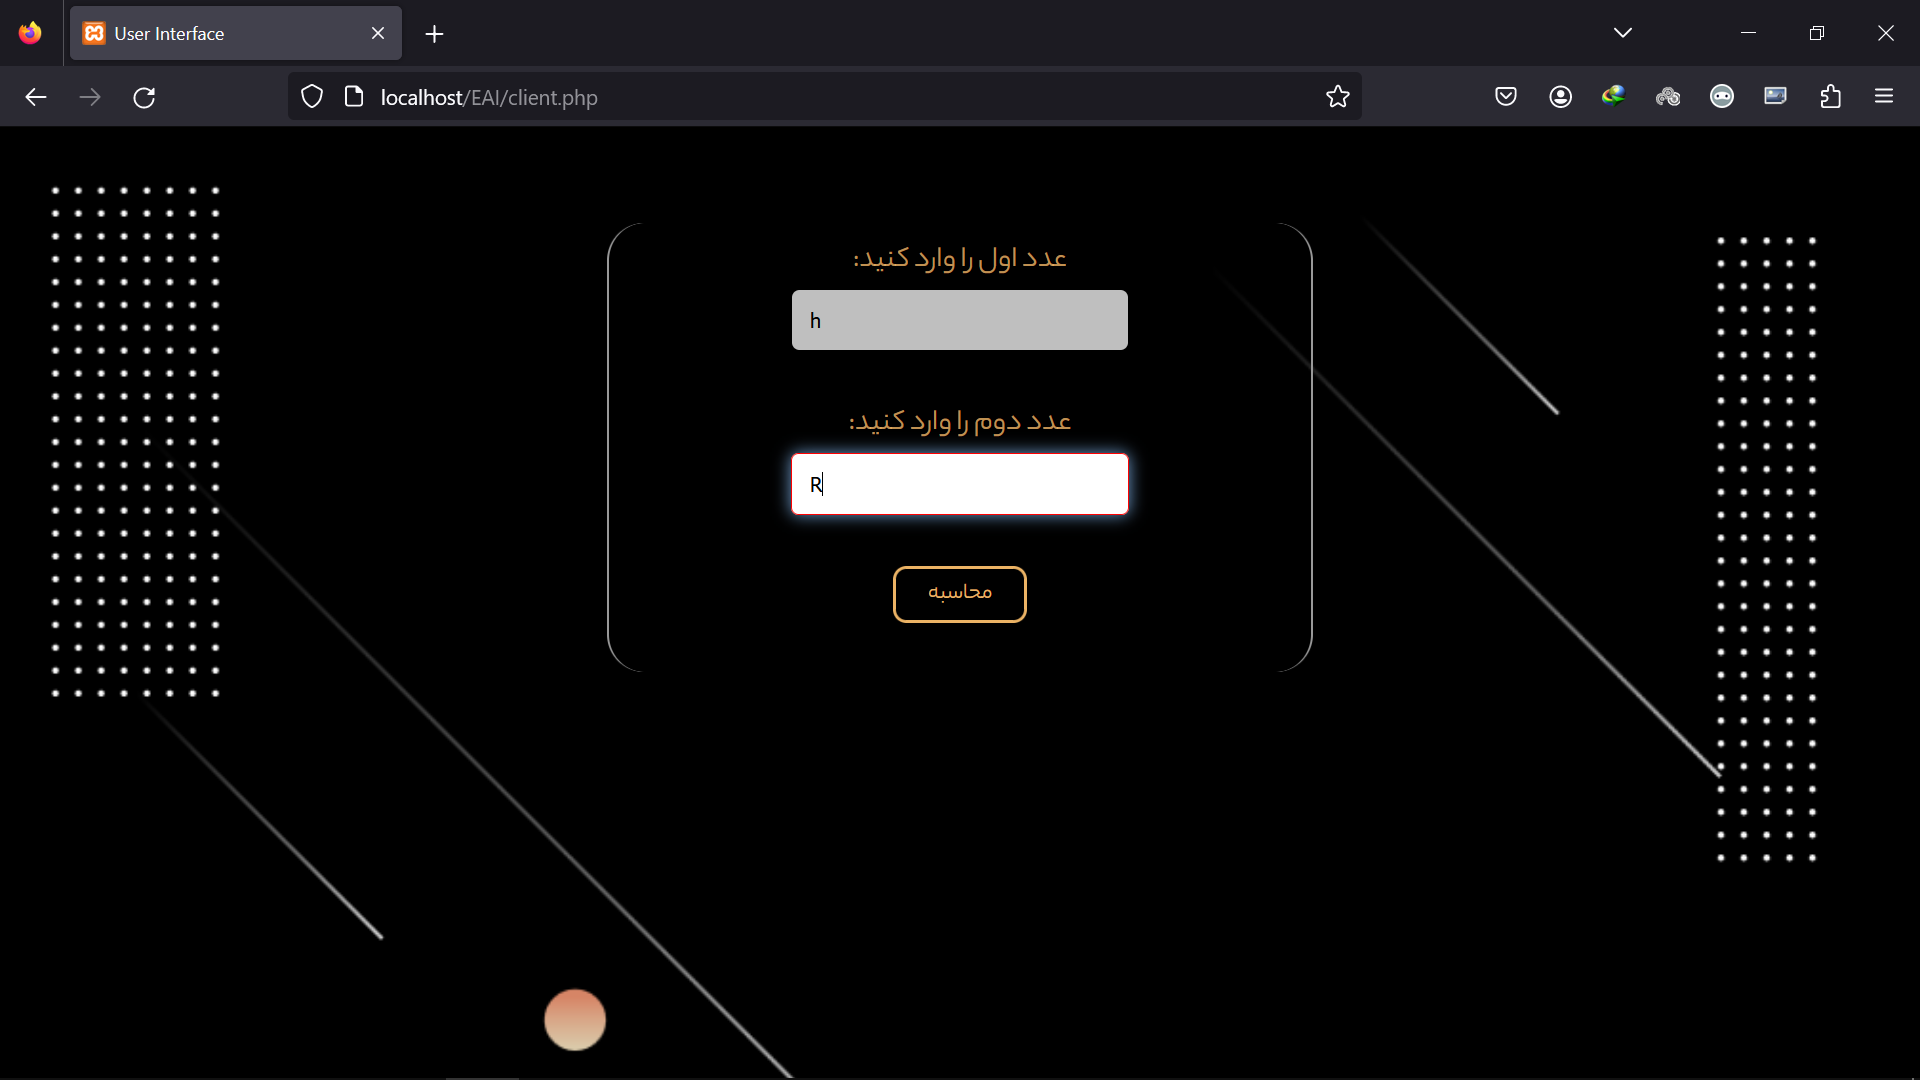 User Interface
localhost/EAI/client.php
عدد اول را وارد کنید:
h
عدد دوم را وارد کنید:
R
محاسبه